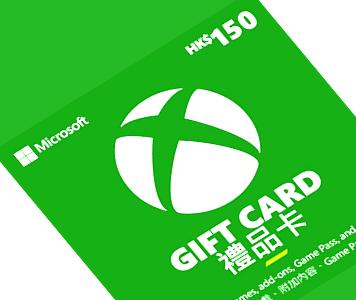 HK$150
Microsoft
GIFT CARD
禮品卡
mes, add-ons, Game Pass, and
附加內容、Game P